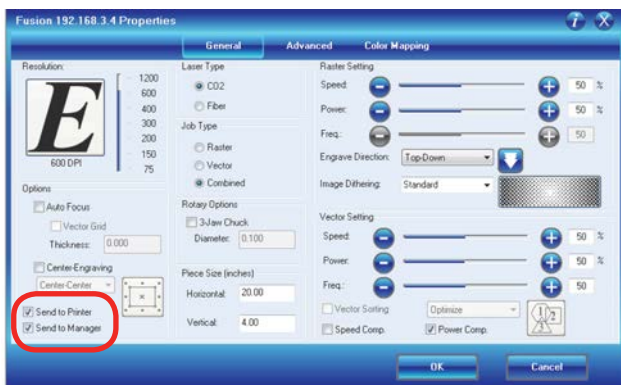 Fusion 192.168.3.4 Properties
General Advanced Color Mapping
Resolution:
1200
600
400
300
200
150
75
E
600 DPI
Options
Auto Focus
Vector Grid
Thickness: 0.000
Center-Engraving
Center-Center
Send to Printer
Send to Manager
Laser Type
CO2
Fiber
Job Type
Raster
Vector
Combined
Rotary Options
3-Jaw Chuck
Diameter: 0.100
Piece Size (inches)
Horizontal: 20.00
Vertical: 4.00
Raster Setting
Speed: 50 %
Power: 50 %
Freq.: 50
Engrave Direction: Top-Down
Image Dithering: Standard
Vector Setting
Speed: 50 %
Power: 50 %
Freq.: 50
Vector Sorting Optimize
1 2 3
Speed Comp. Power Comp.
OK Cancel